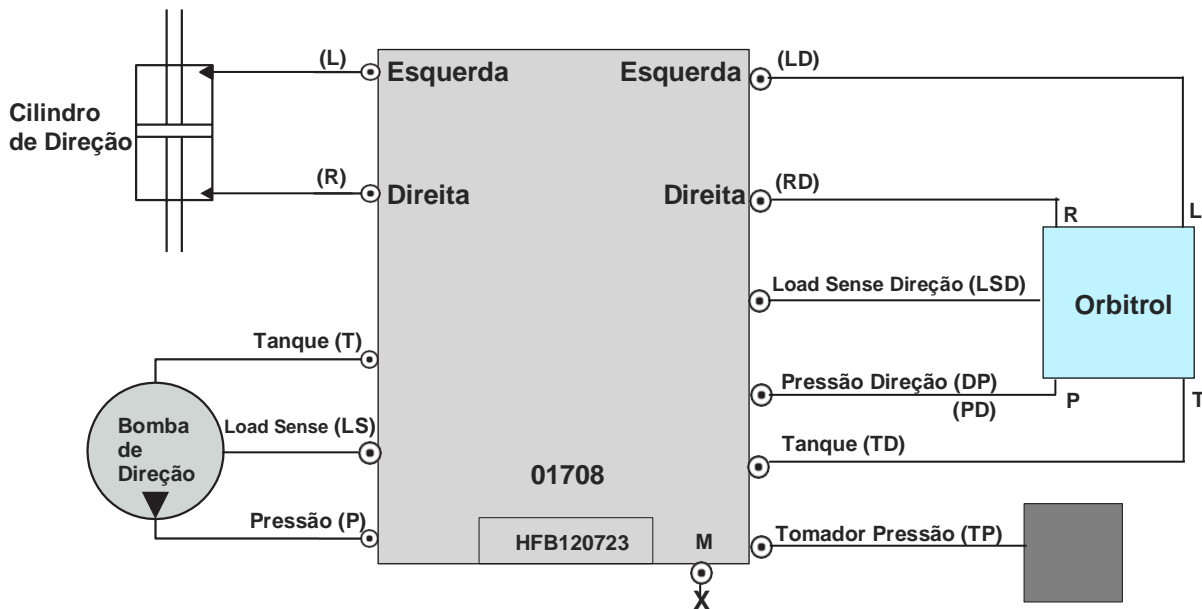 (L)
Esquerda
Esquerda
(LD)
Cilindro
de Direção
(R)
Direita
Direita
(RD)
R
L
Load Sense Direção (LSD)
Orbitrol
Tanque (T)
Pressão Direção (DP)
(PD)
P
T
Bomba
de
Direção
Load Sense (LS)
Tanque (TD)
01708
Pressão (P)
HFB120723
M
Tomador Pressão (TP)
X